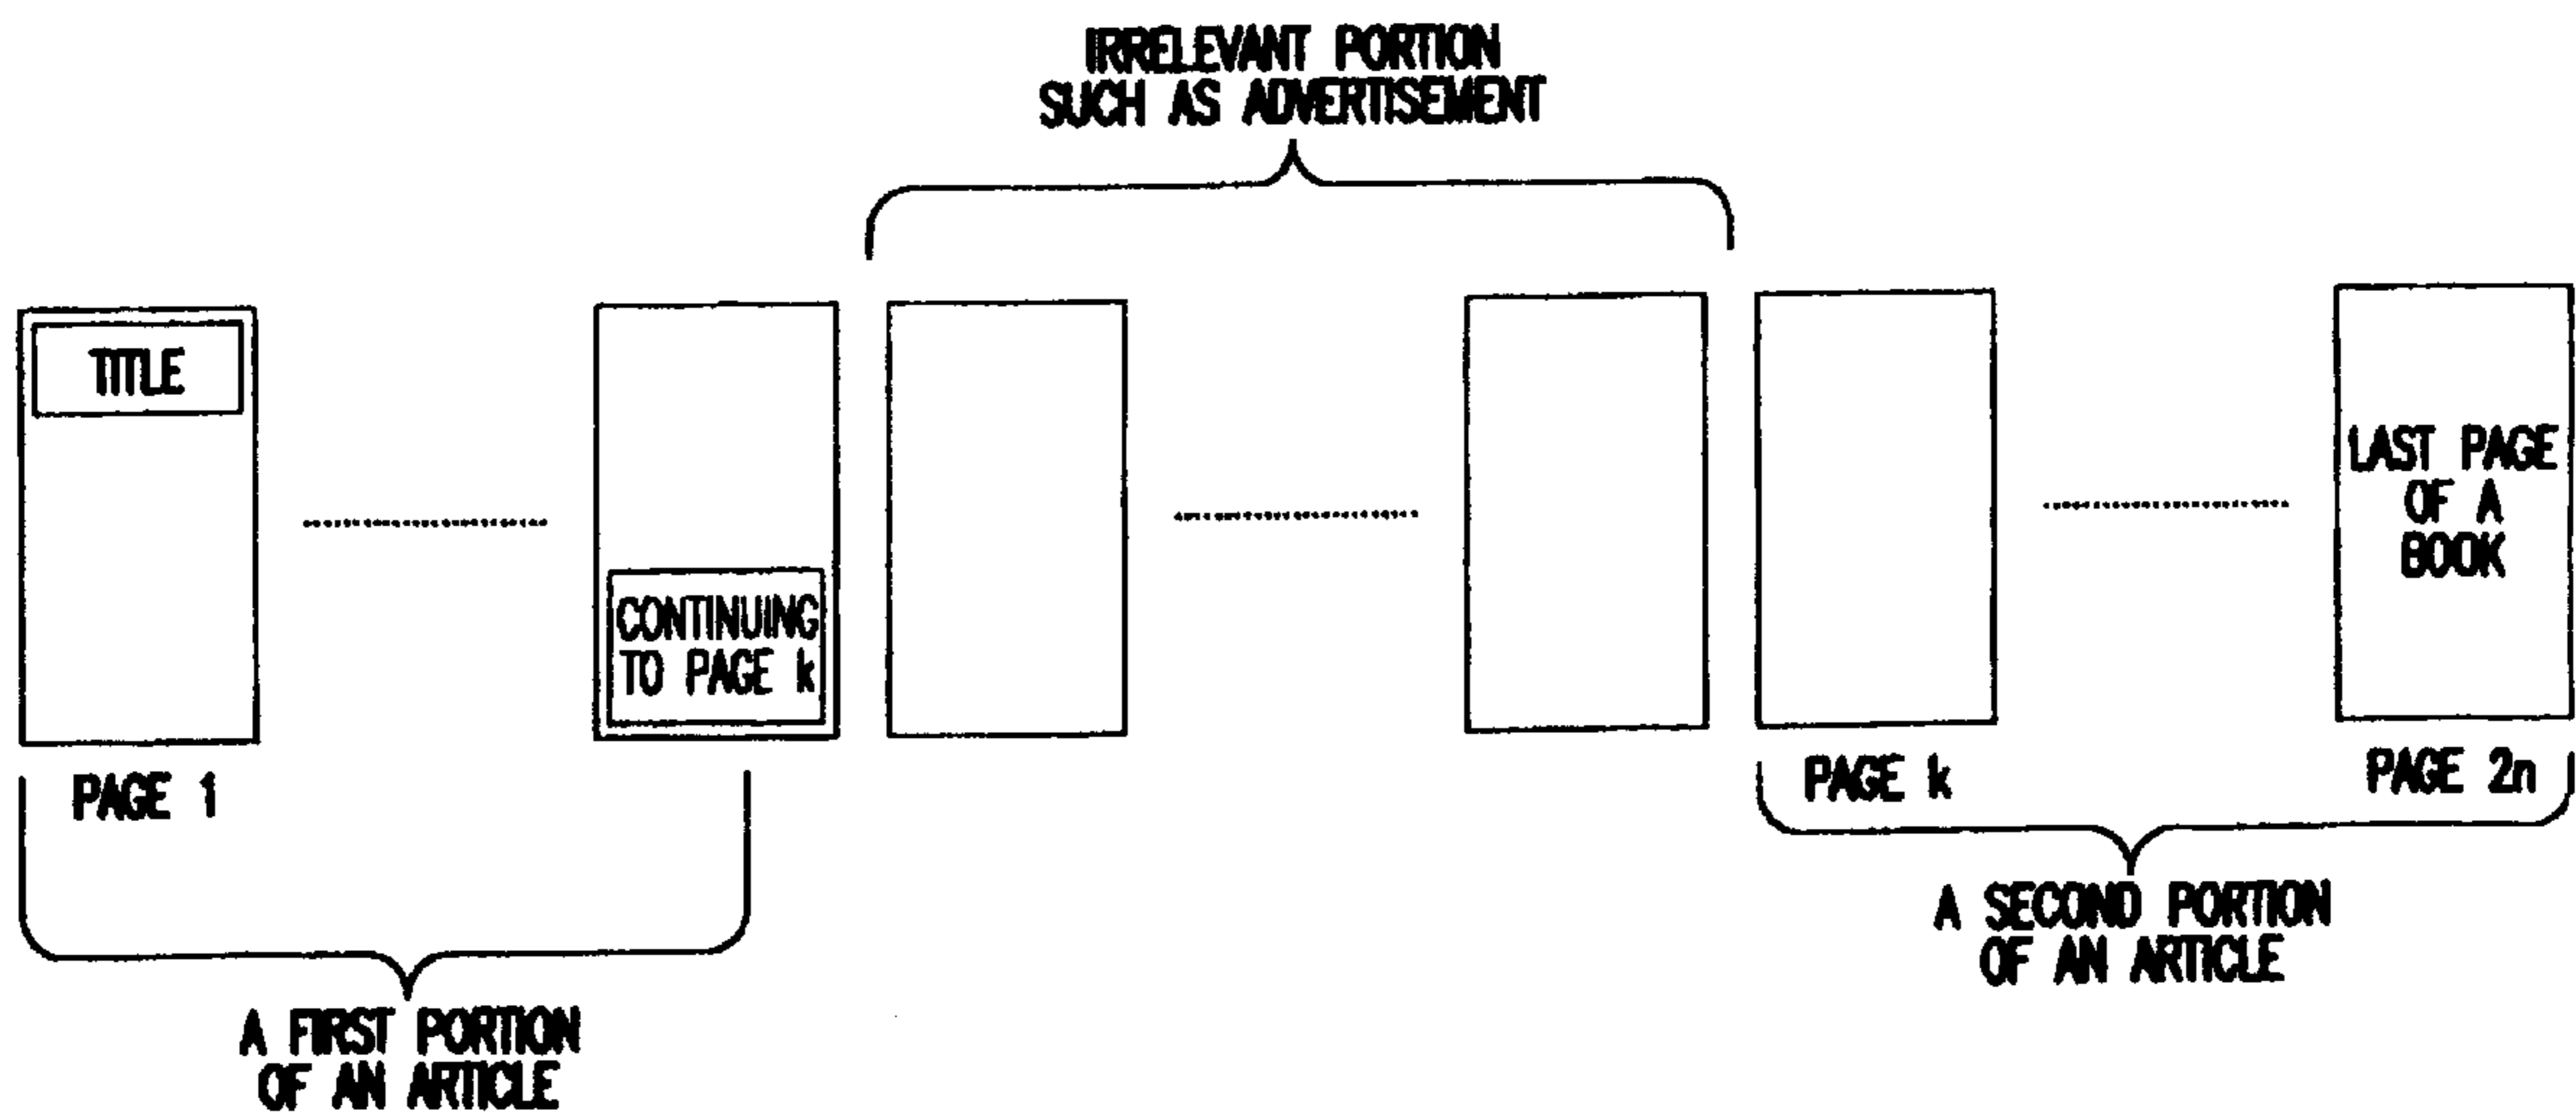 IRRELEVANT PORTION
SUCH AS ADVERTISEMENT
TITLE
CONTINUING
TO PAGE k
LAST PAGE
OF A
BOOK
PAGE 1
PAGE k
PAGE 2n
A SECOND PORTION
OF AN ARTICLE
A FIRST PORTION
OF AN ARTICLE